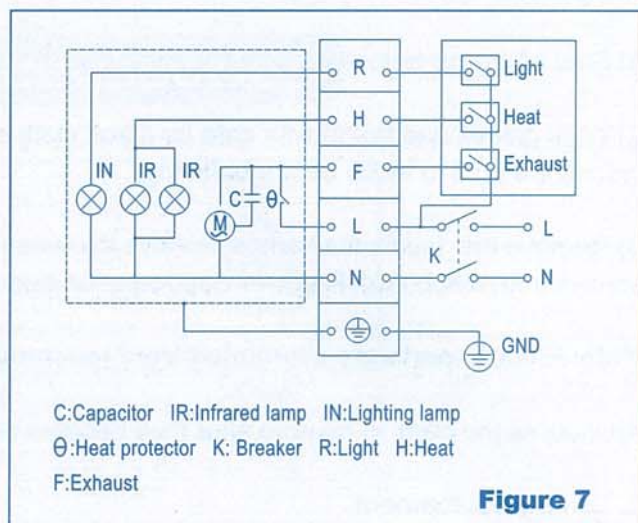 R
Light
H
Heat
IN IR IR
F
Exhaust
C θ
M
L
L
K
N
N
GND
C:Capacitor IR:Infrared lamp IN:Lighting lamp
θ:Heat protector K: Breaker R:Light H:Heat
F:Exhaust
Figure 7